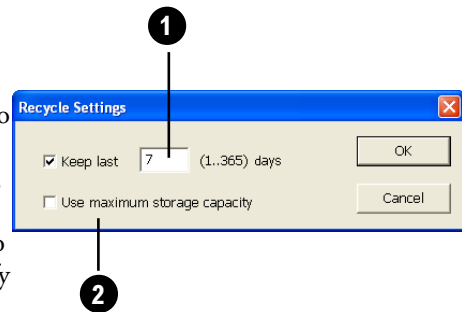 1
Recycle Settings
Keep last 7 (1..365) days
OK
Use maximum storage capacity
Cancel
2